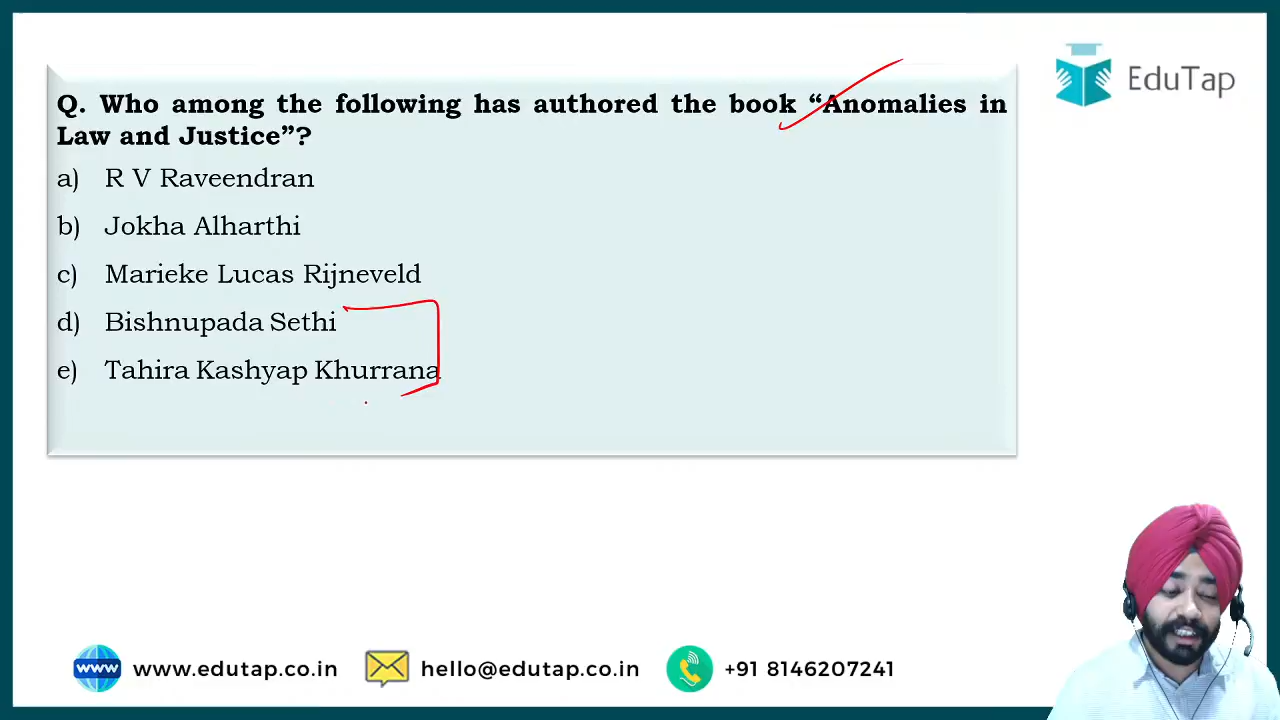 EduTap
Q. Who among the following has authored the book “Anomalies in
Law and Justice”?
a) R V Raveendran
b) Jokha Alharthi
c) Marieke Lucas Rijneveld
d) Bishnupada Sethi
e) Tahira Kashyap Khurrana
www www.edutap.co.in hello@edutap.co.in +91 8146207241